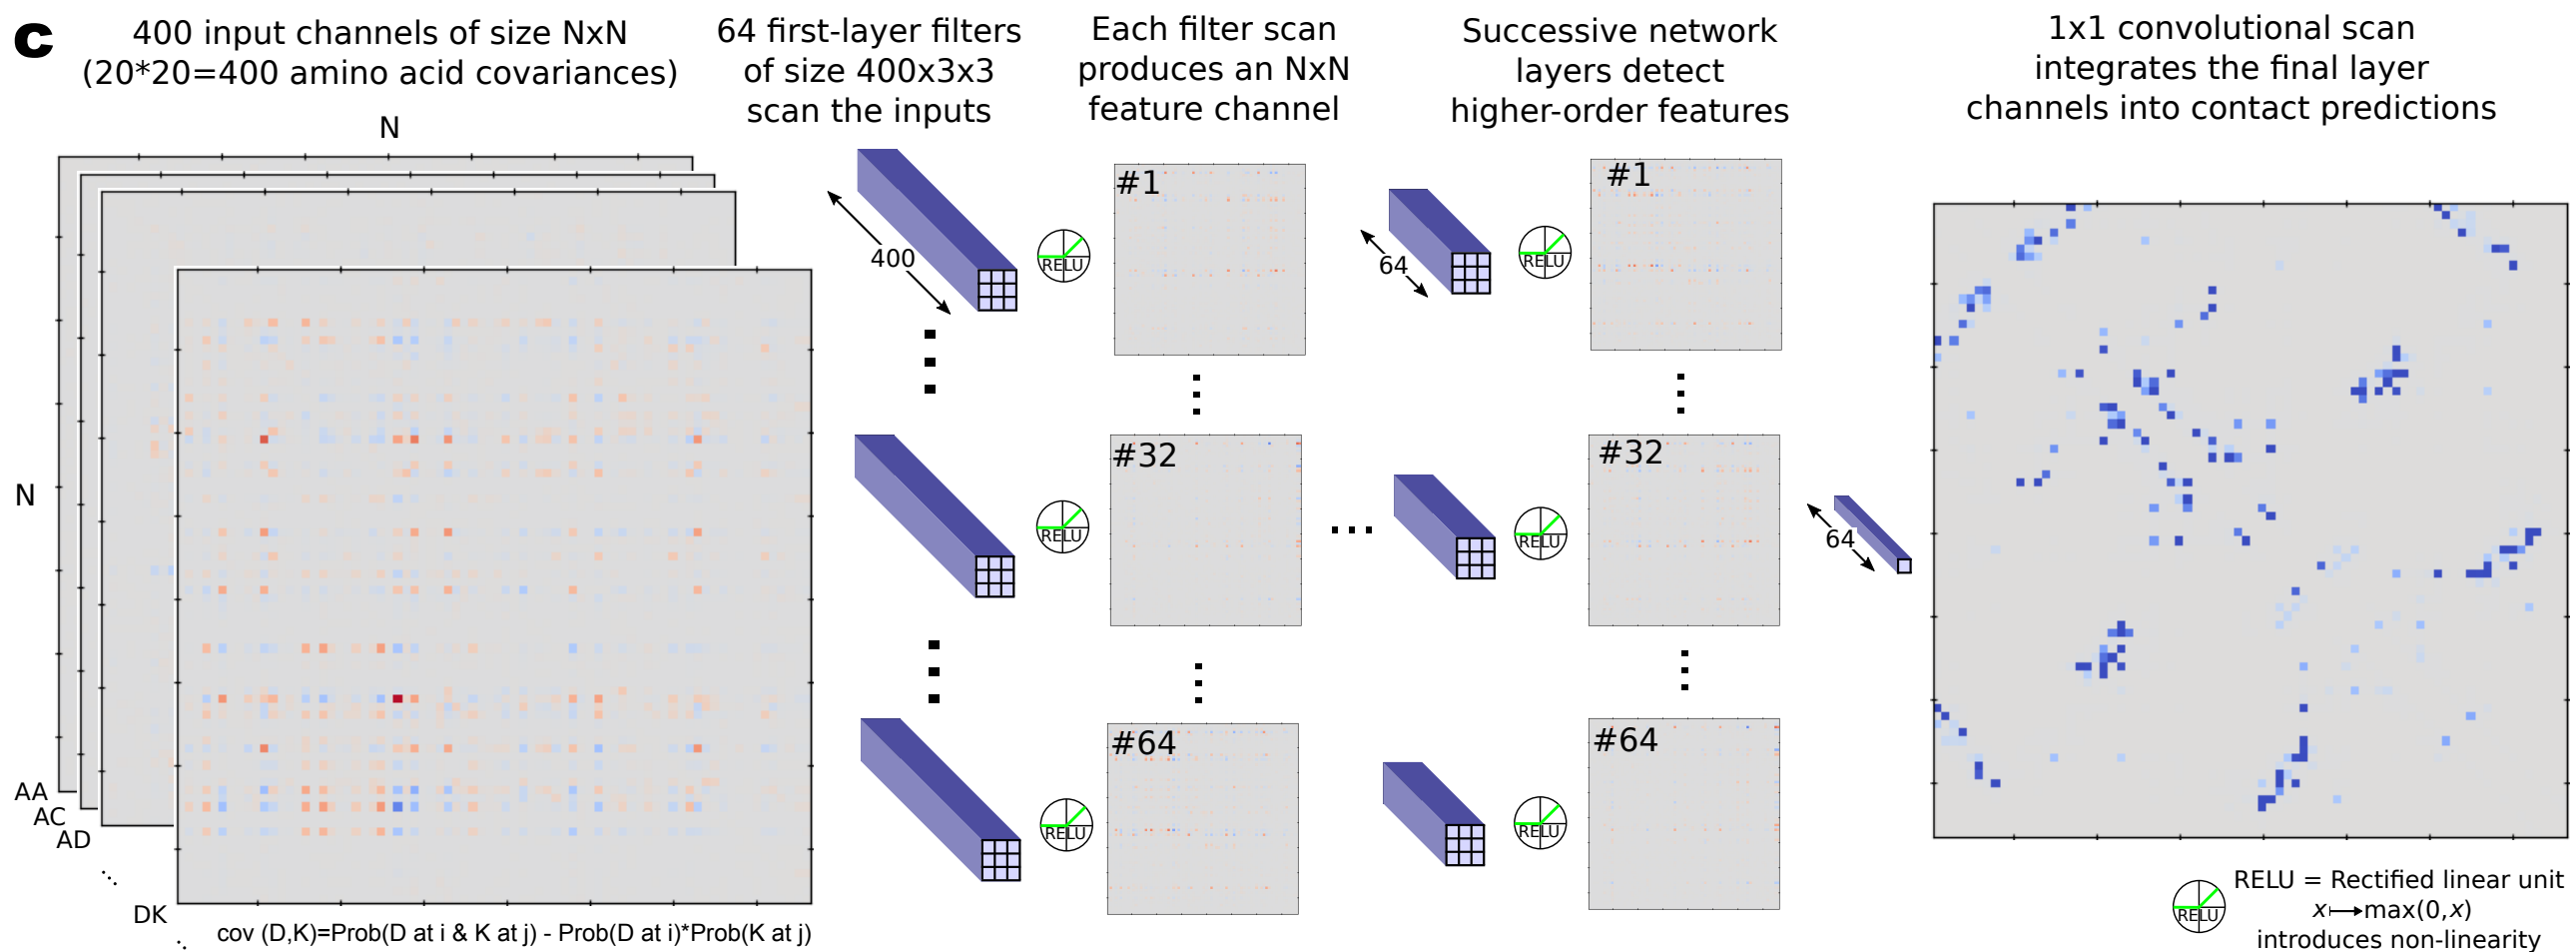 c
400 input channels of size NxN
(20*20=400 amino acid covariances)
64 first-layer filters
of size 400x3x3
scan the inputs
Each filter scan
produces an NxN
feature channel
Successive network
layers detect
higher-order features
1x1 convolutional scan
integrates the final layer
channels into contact predictions
N
N
AA
AC
AD
...
DK
..
cov (D,K)=Prob(D at i & K at j) - Prob(D at i)*Prob(K at j)
400
RELU
#1
RELU
#32
RELU
#64
...
64
RELU
#1
RELU
#32
RELU
#64
64
RELU
RELU = Rectified linear unit
x⟼max(0,x)
introduces non-linearity